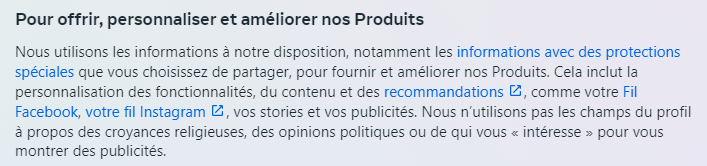 Pour offrir, personnaliser et améliorer nos Produits
Nous utilisons les informations à notre disposition, notamment les informations avec des protections
spéciales que vous choisissez de partager, pour fournir et améliorer nos Produits. Cela inclut la
personnalisation des fonctionnalités, du contenu et des recommandations, comme votre Fil
Facebook, votre fil Instagram, vos stories et vos publicités. Nous n’utilisons pas les champs du profil
à propos des croyances religieuses, des opinions politiques ou de qui vous « intéresse » pour vous
montrer des publicités.